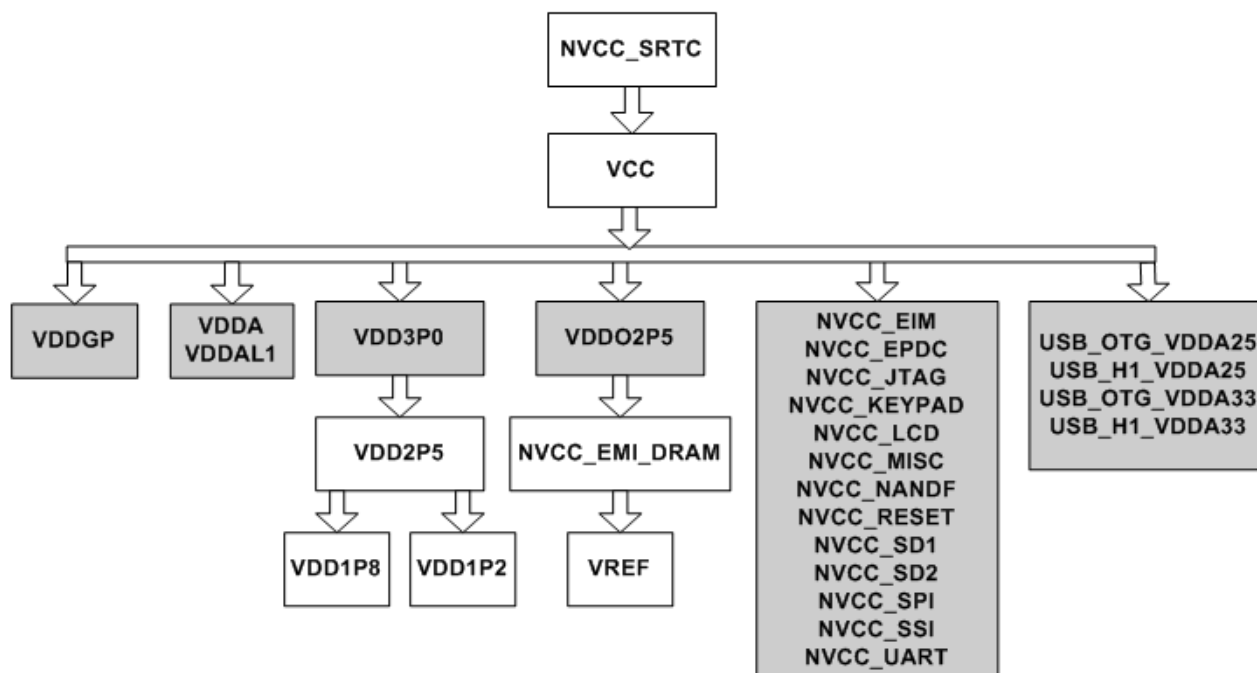 NVCC_SRTC
VCC
VDDGP
VDDA
VDDAL1
VDD3P0
VDDO2P5
NVCC_EIM
NVCC_EPDC
NVCC_JTAG
NVCC_KEYPAD
NVCC_LCD
NVCC_MISC
NVCC_NANDF
NVCC_RESET
NVCC_SD1
NVCC_SD2
NVCC_SPI
NVCC_SSI
NVCC_UART
USB_OTG_VDDA25
USB_H1_VDDA25
USB_OTG_VDDA33
USB_H1_VDDA33
VDD2P5
NVCC_EMI_DRAM
VDD1P8
VDD1P2
VREF